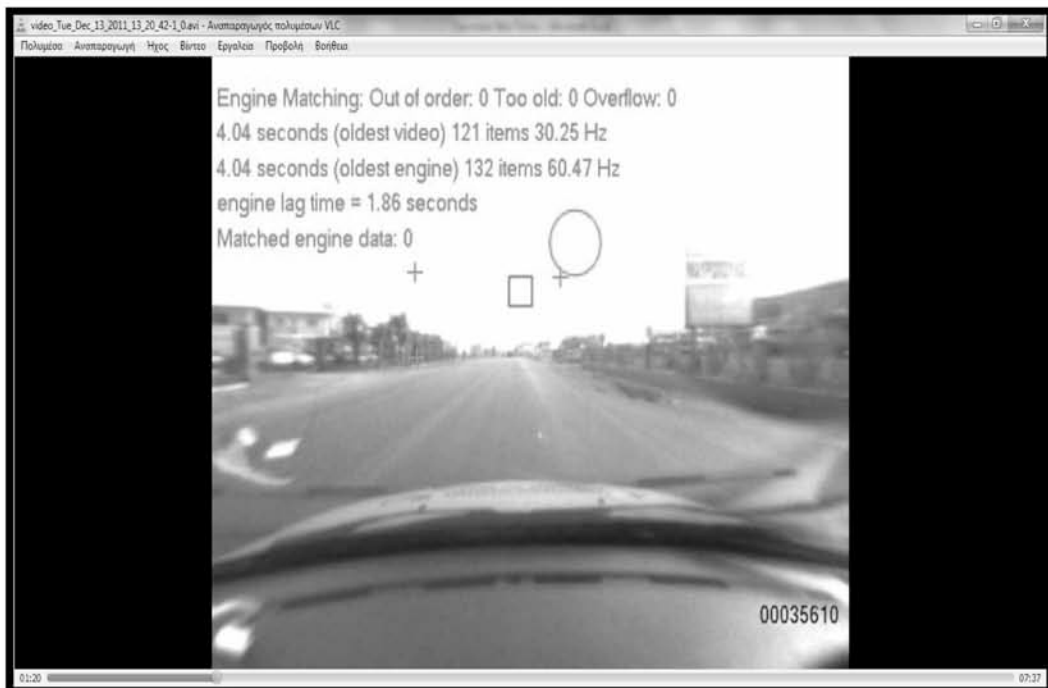 video_Tue_Dec_13_2011_13_20_42-1_0.avi - Αναπαραγωγός πολυμέσων VLC
Πολυμέσα Αναπαραγωγή Ήχος Βίντεο Εργαλεία Προβολή Βοήθεια
Engine Matching: Out of order: 0 Too old: 0 Overflow: 0
4.04 seconds (oldest video) 121 items 30.25 Hz
4.04 seconds (oldest engine) 132 items 60.47 Hz
engine lag time = 1.86 seconds
Matched engine data: 0
00035610
01:20 07:37